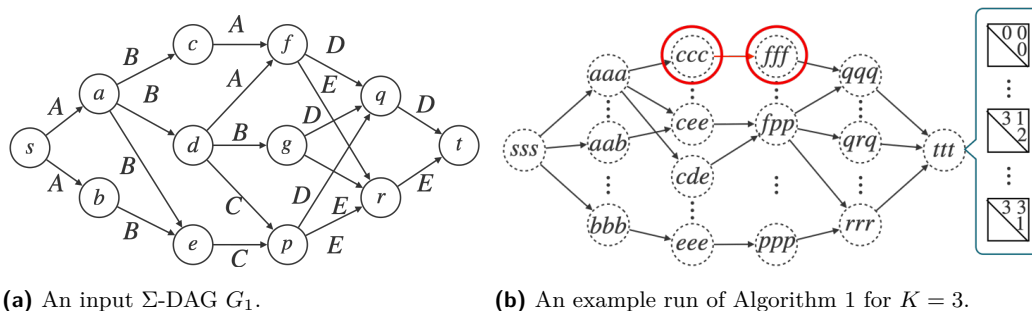 A
B
c
f
D
a
B
A
E
q
D
A
B
D
s
d
g
t
A
B
C
D
E
r
E
b
B
e
C
p
E
sss
aaa
aab
bbb
ccc
cee
cde
eee
fff
fpp
ppp
qqq
qrq
rrr
ttt
0 0
0
3 1
2
3 3
1
(a) An input Σ-DAG G₁.
(b) An example run of Algorithm 1 for K = 3.